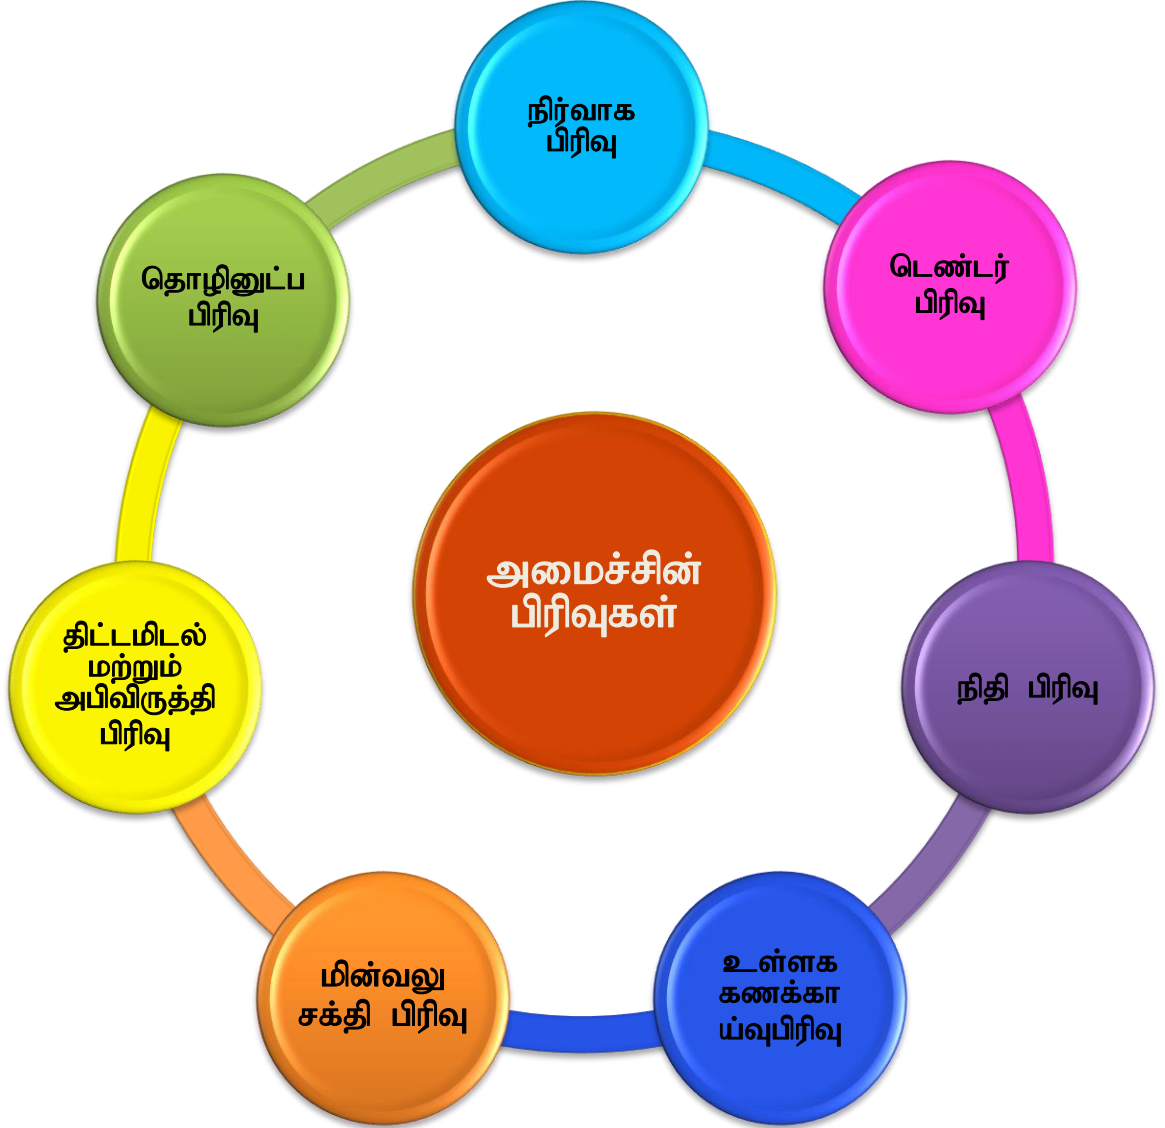 நிர்வாக
பிரிவு
டெண்டர்
பிரிவு
நிதி பிரிவு
உள்ளக
கணக்கா
ய்வுபிரிவு
மின்வலு
சக்தி பிரிவு
திட்டமிடல்
மற்றும்
அபிவிருத்தி
பிரிவு
தொழினுட்ப
பிரிவு
அமைச்சின்
பிரிவுகள்